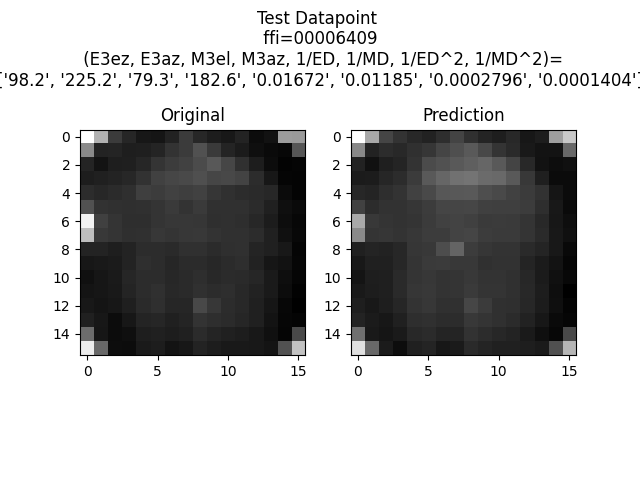 Test Datapoint
ffi=00006409
(E3ez, E3az, M3el, M3az, 1/ED, 1/MD, 1/ED^2, 1/MD^2)=
['98.2', '225.2', '79.3', '182.6', '0.01672', '0.01185', '0.0002796', '0.0001404']
Original Prediction
0 0
2 2
4 4
6 6
8 8
10 10
12 12
14 14
0 5 10 15 0 5 10 15